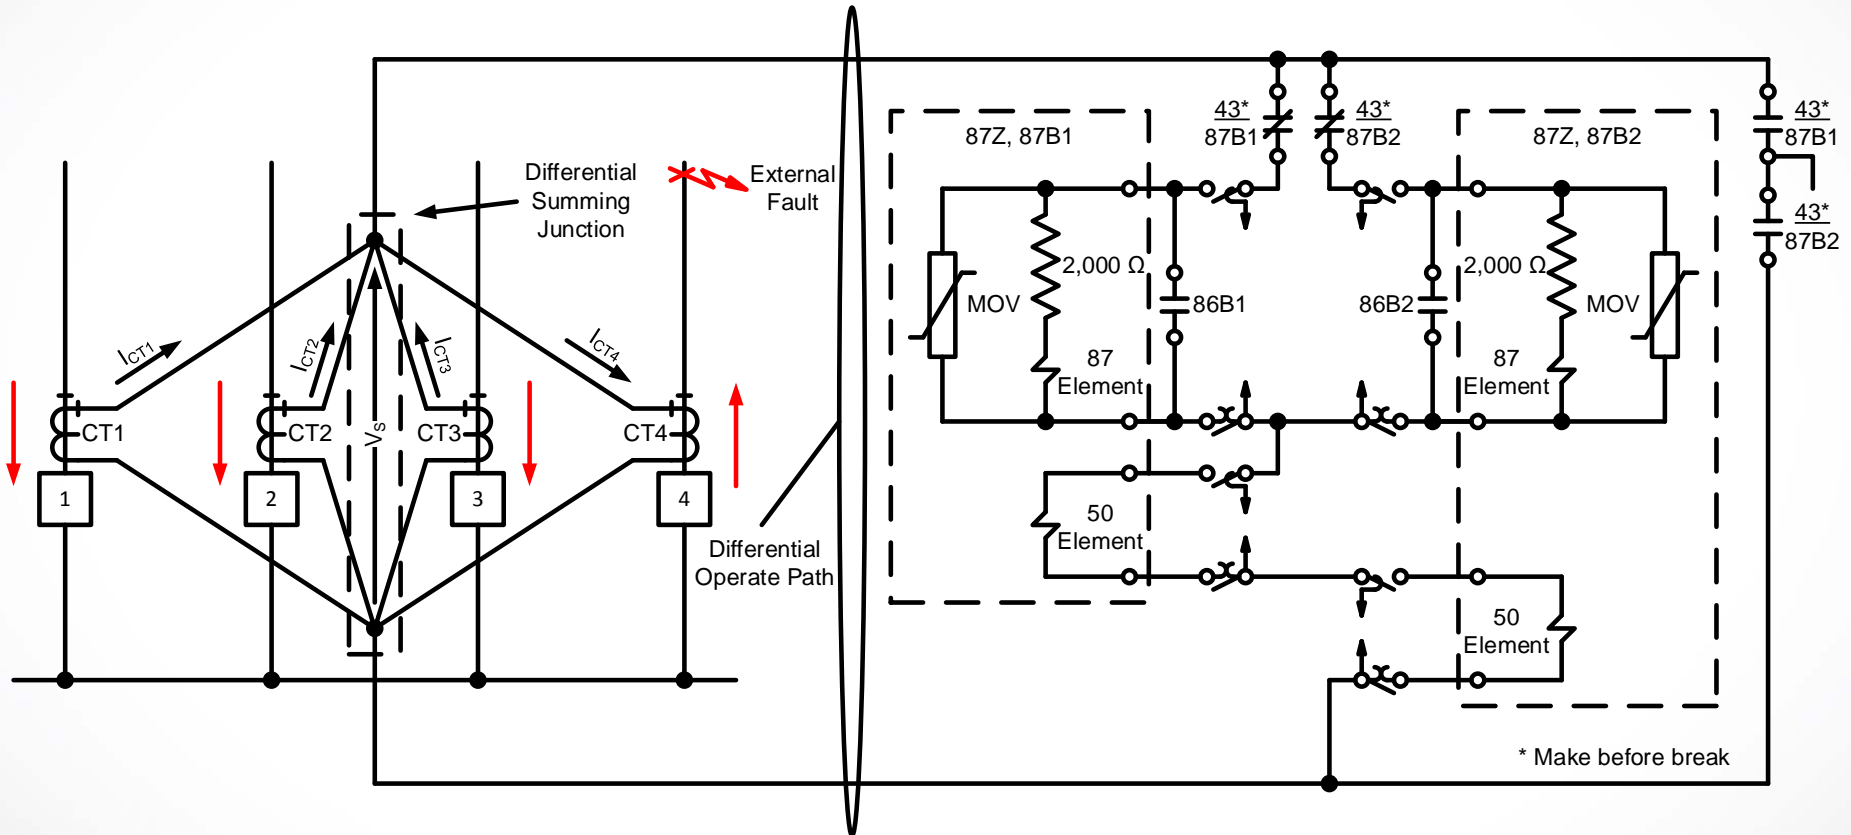 43*
87B1
43*
87B2
43*
87B1
43*
87B2
87Z, 87B1
87Z, 87B2
Differential
Summing
Junction
External
Fault
2,000 Ω
2,000 Ω
MOV
MOV
86B1
86B2
87
Element
87
Element
ICT1
ICT2
ICT3
ICT4
VS
CT1
CT2
CT3
CT4
1
2
3
4
Differential
Operate Path
50
Element
50
Element
* Make before break